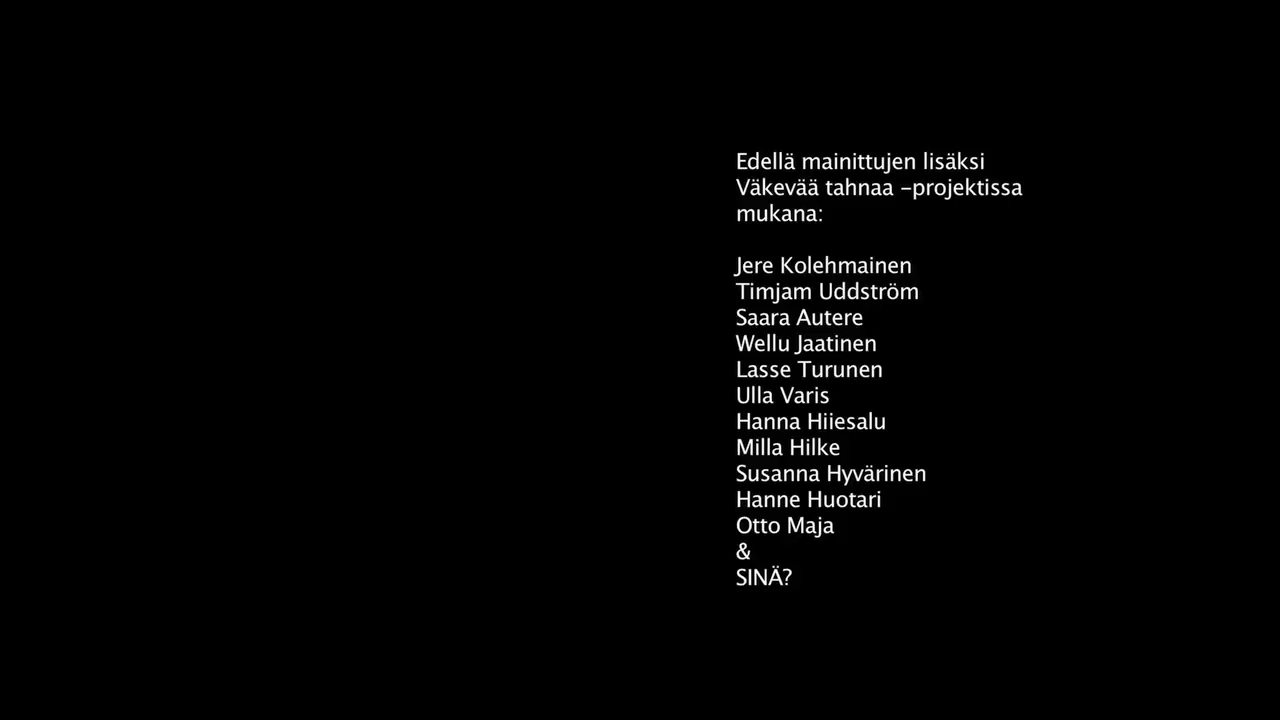 Edellä mainittujen lisäksi
Väkevää tahnaa -projektissa
mukana:
Jere Kolehmainen
Timjam Uddström
Saara Autere
Wellu Jaatinen
Lasse Turunen
Ulla Varis
Hanna Hiiesalu
Milla Hilke
Susanna Hyvärinen
Hanne Huotari
Otto Maja
&
SINÄ?